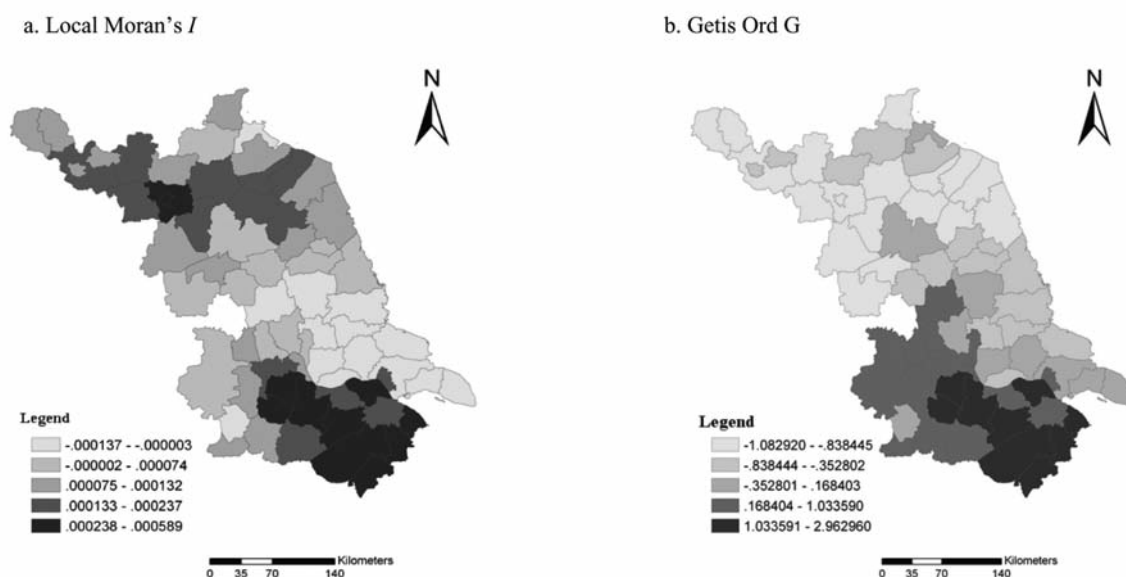 a. Local Moran's I
b. Getis Ord G
N
N
Legend
-.000137 - -.000003
-.000002 - .000074
.000075 - .000132
.000133 - .000237
.000238 - .000589
Kilometers
0 35 70 140
Legend
-1.082920 - -.838445
-.838444 - -.352802
-.352801 - .168403
.168404 - 1.033590
1.033591 - 2.962960
Kilometers
0 35 70 140